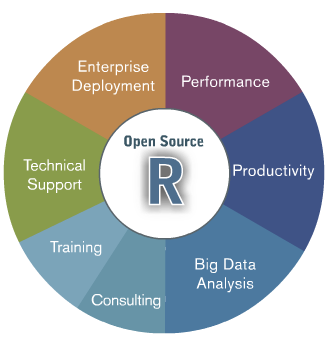 Enterprise
Deployment
Performance
Open Source
R
Technical
Support
Productivity
Training
Big Data
Analysis
Consulting